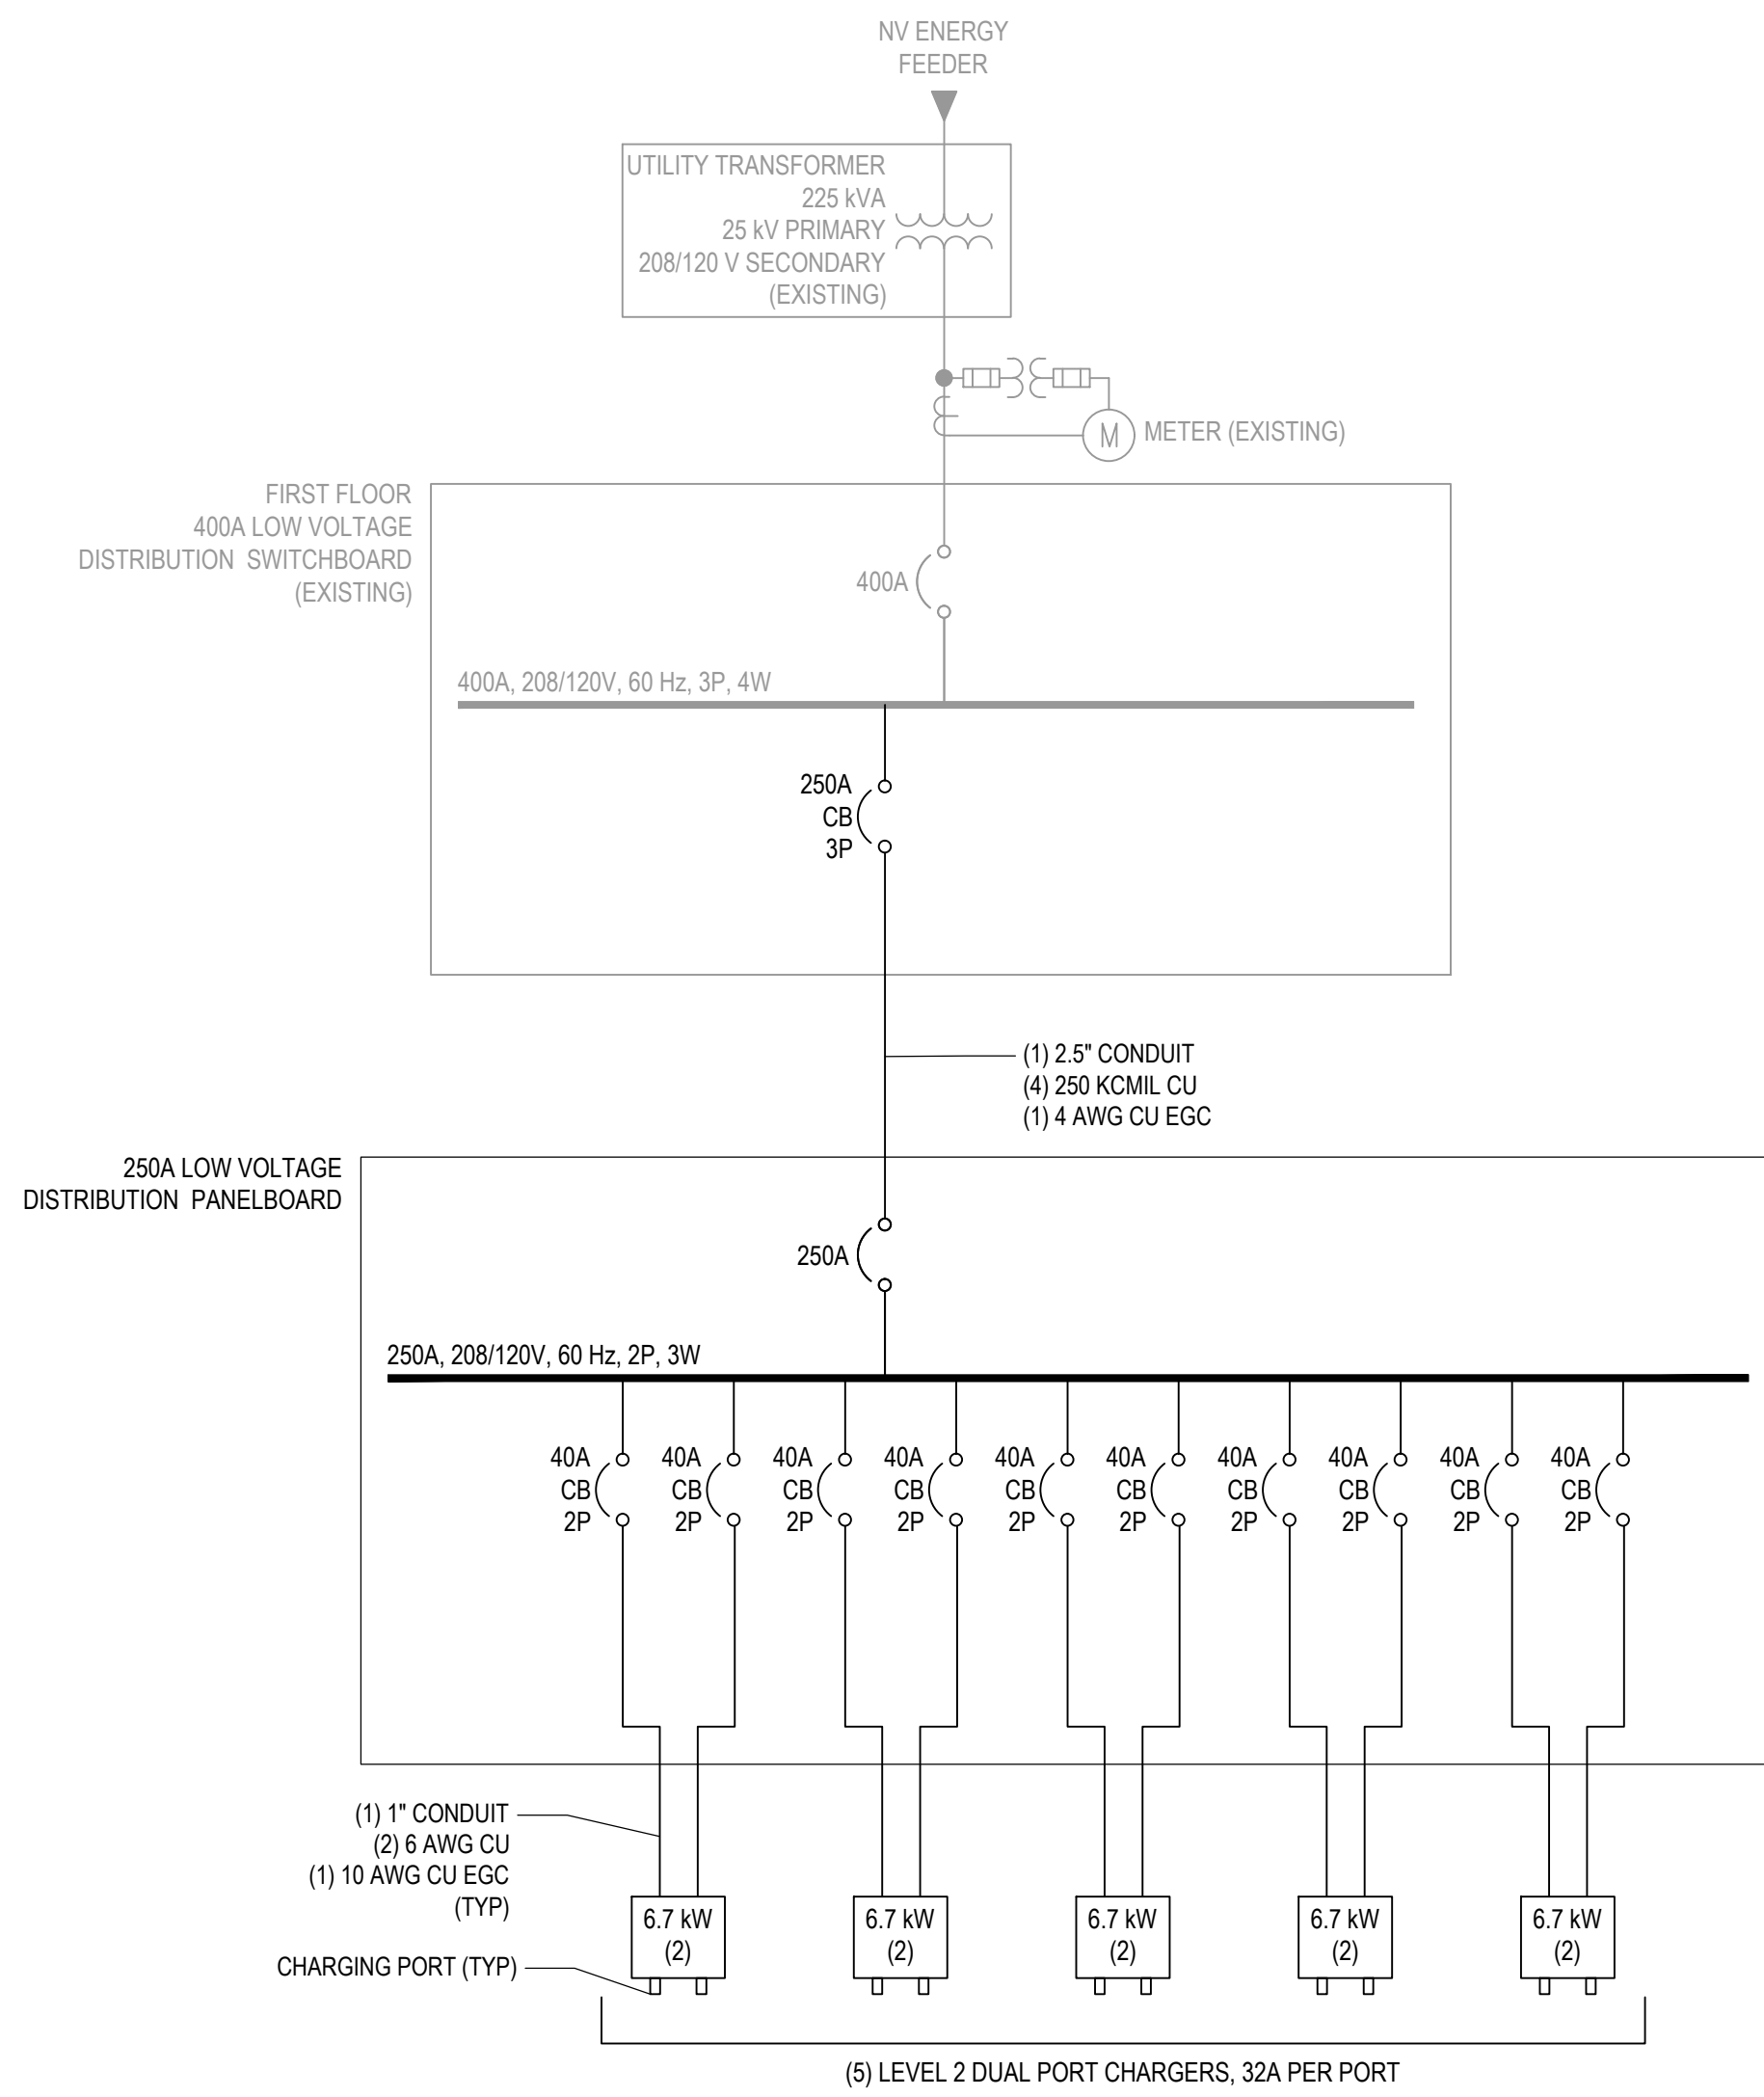 NV ENERGY
FEEDER
UTILITY TRANSFORMER
225 kVA
25 kV PRIMARY
208/120 V SECONDARY
(EXISTING)
M
METER (EXISTING)
FIRST FLOOR
400A LOW VOLTAGE
DISTRIBUTION SWITCHBOARD
(EXISTING)
400A
400A, 208/120V, 60 Hz, 3P, 4W
250A
CB
3P
(1) 2.5" CONDUIT
(4) 250 KCMIL CU
(1) 4 AWG CU EGC
250A LOW VOLTAGE
DISTRIBUTION PANELBOARD
250A
250A, 208/120V, 60 Hz, 2P, 3W
40A
CB
2P
40A
CB
2P
40A
CB
2P
40A
CB
2P
40A
CB
2P
40A
CB
2P
40A
CB
2P
40A
CB
2P
40A
CB
2P
40A
CB
2P
(1) 1" CONDUIT
(2) 6 AWG CU
(1) 10 AWG CU EGC
(TYP)
6.7 kW
(2)
6.7 kW
(2)
6.7 kW
(2)
6.7 kW
(2)
6.7 kW
(2)
CHARGING PORT (TYP)
(5) LEVEL 2 DUAL PORT CHARGERS, 32A PER PORT